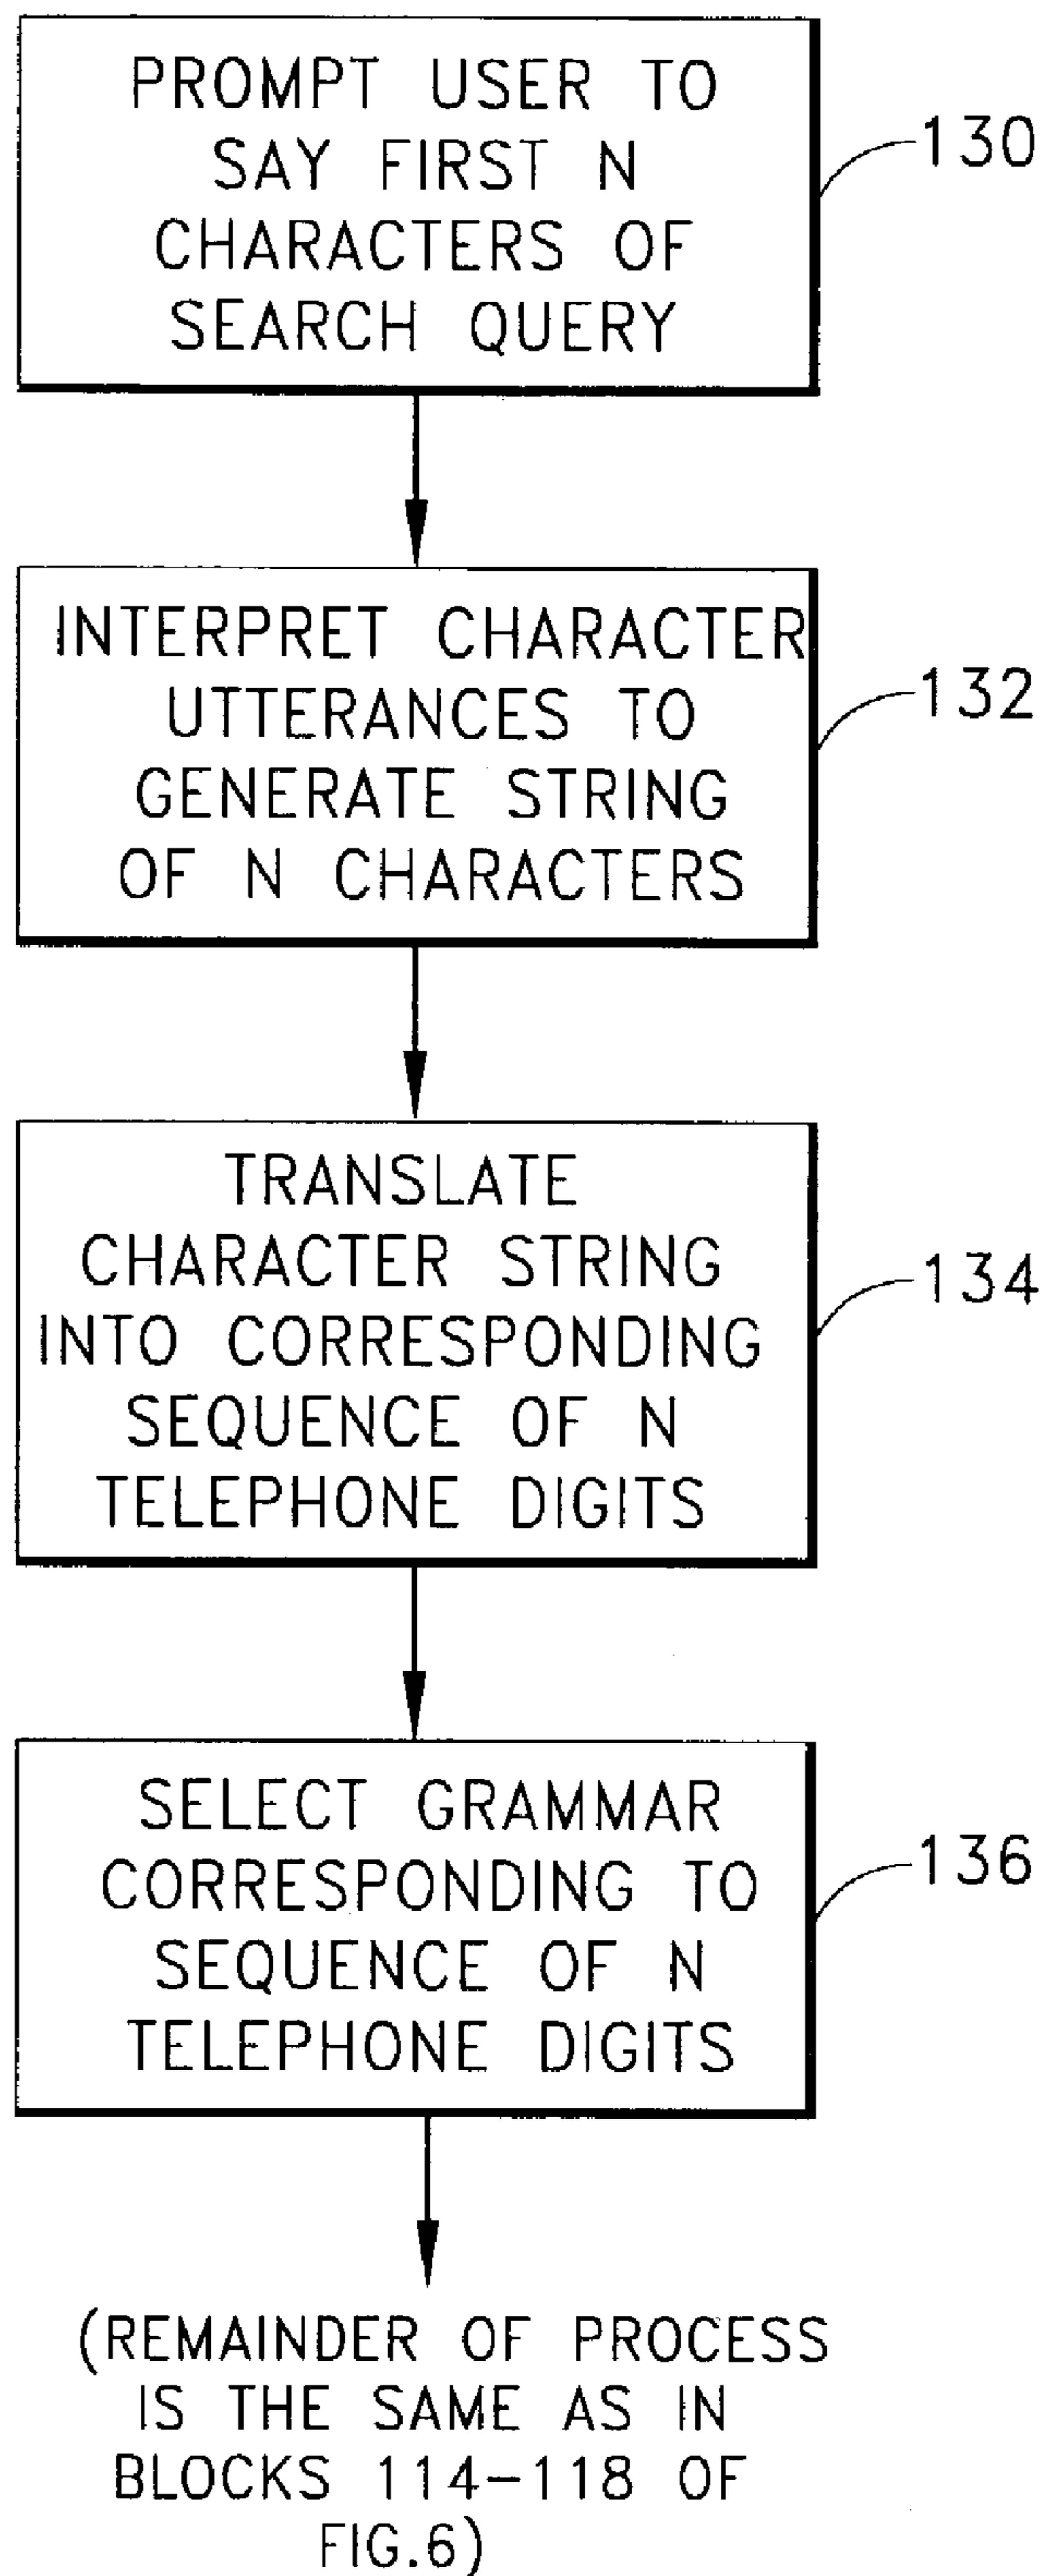 PROMPT USER TO
SAY FIRST N
CHARACTERS OF
SEARCH QUERY
130
INTERPRET CHARACTER
UTTERANCES TO
GENERATE STRING
OF N CHARACTERS
132
TRANSLATE
CHARACTER STRING
INTO CORRESPONDING
SEQUENCE OF N
TELEPHONE DIGITS
134
SELECT GRAMMAR
CORRESPONDING TO
SEQUENCE OF N
TELEPHONE DIGITS
136
(REMAINDER OF PROCESS
IS THE SAME AS IN
BLOCKS 114-118 OF
FIG.6)